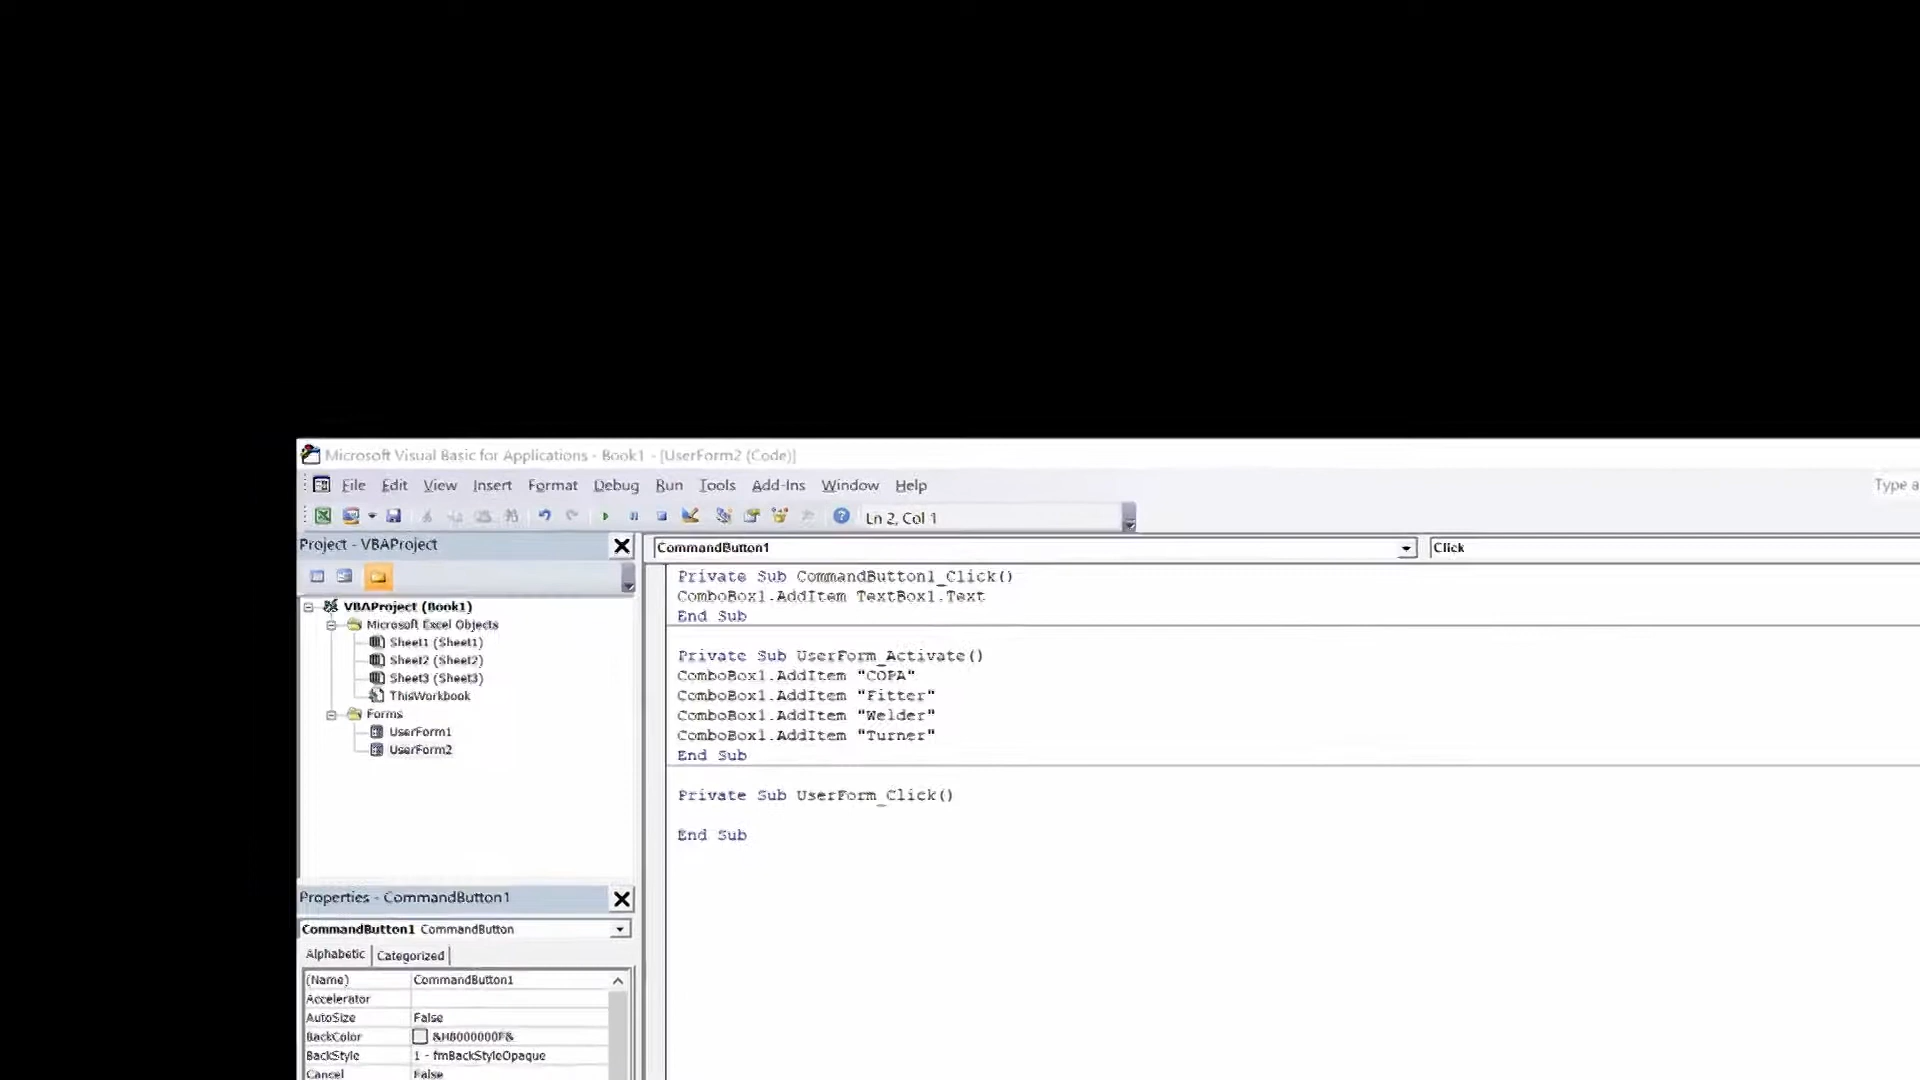 Microsoft Visual Basic for Applications - Book1 - [UserForm2 (Code)]
File Edit View Insert Format Debug Run Tools Add-Ins Window Help
Type a
Ln 2, Col 1
Project - VBAProject
VBAProject (Book1)
Microsoft Excel Objects
Sheet1 (Sheet1)
Sheet2 (Sheet2)
Sheet3 (Sheet3)
ThisWorkbook
Forms
UserForm1
UserForm2
Properties - CommandButton1
CommandButton1 CommandButton
Alphabetic Categorized
(Name) CommandButton1
Accelerator
AutoSize False
BackColor &H8000000F&
BackStyle 1 - fmBackStyleOpaque
Cancel False
CommandButton1 Click
Private Sub CommandButton1_Click()
ComboBox1.AddItem TextBox1.Text
End Sub
Private Sub UserForm_Activate()
ComboBox1.AddItem "COPA"
ComboBox1.AddItem "Fitter"
ComboBox1.AddItem "Welder"
ComboBox1.AddItem "Turner"
End Sub
Private Sub UserForm_Click()
End Sub